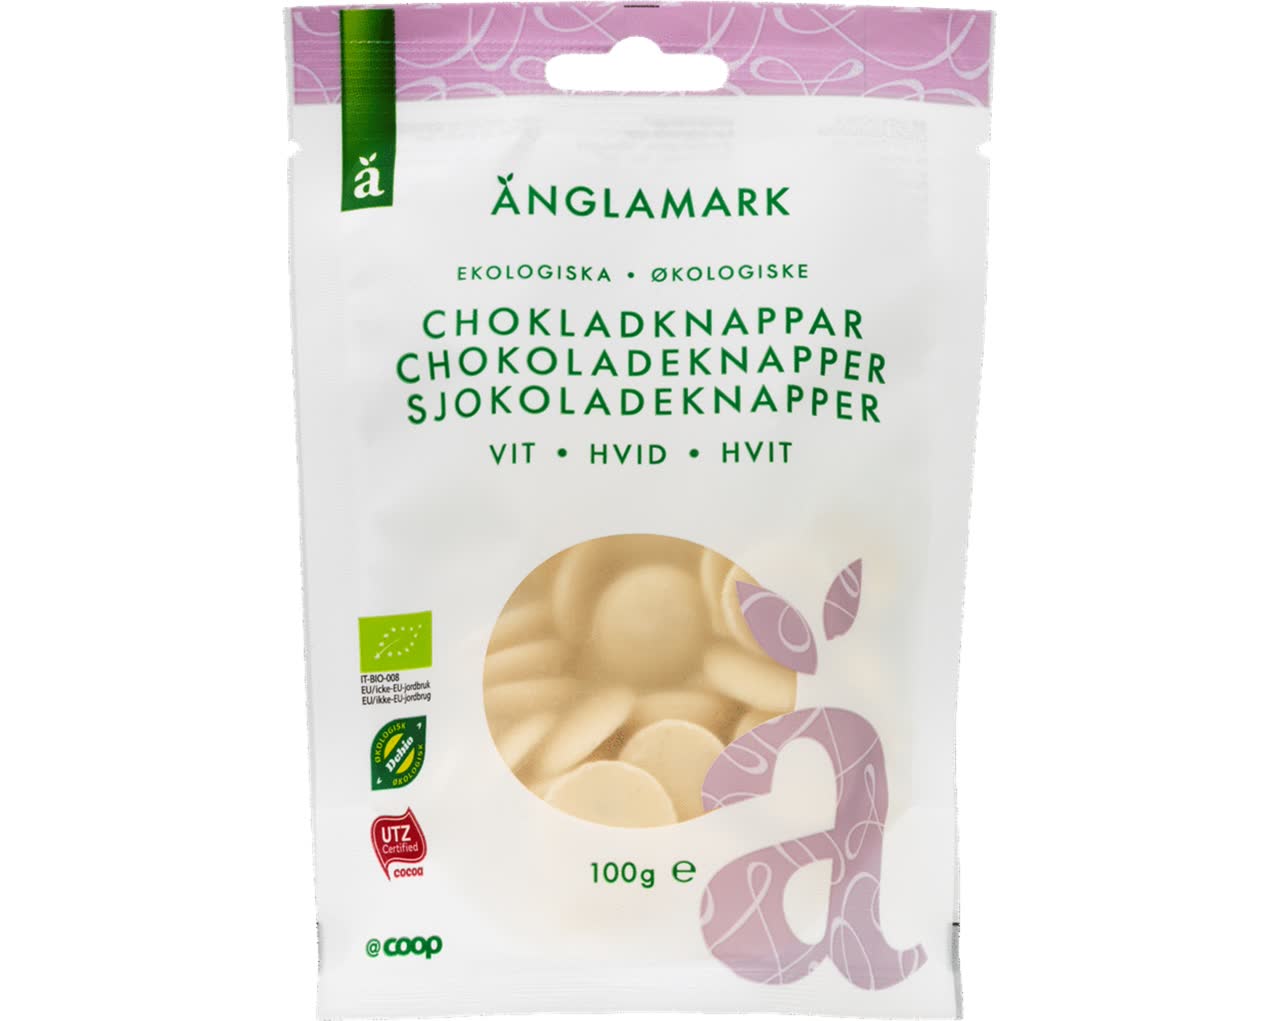 å
ÄNGLAMARK
EKOLOGISKA • ØKOLOGISKE
CHOKLADKNAPPAR
CHOKOLADEKNAPPER
SJOKOLADEKNAPPER
VIT • HVID • HVIT
IT-BIO-008
EU/icke-EU-jordbruk
EU/ikke-EU-jordbrug
ØKOLOGISK
Debio
ØKOLOGISK
UTZ
Certified
cocoa
100g ℮
@coop